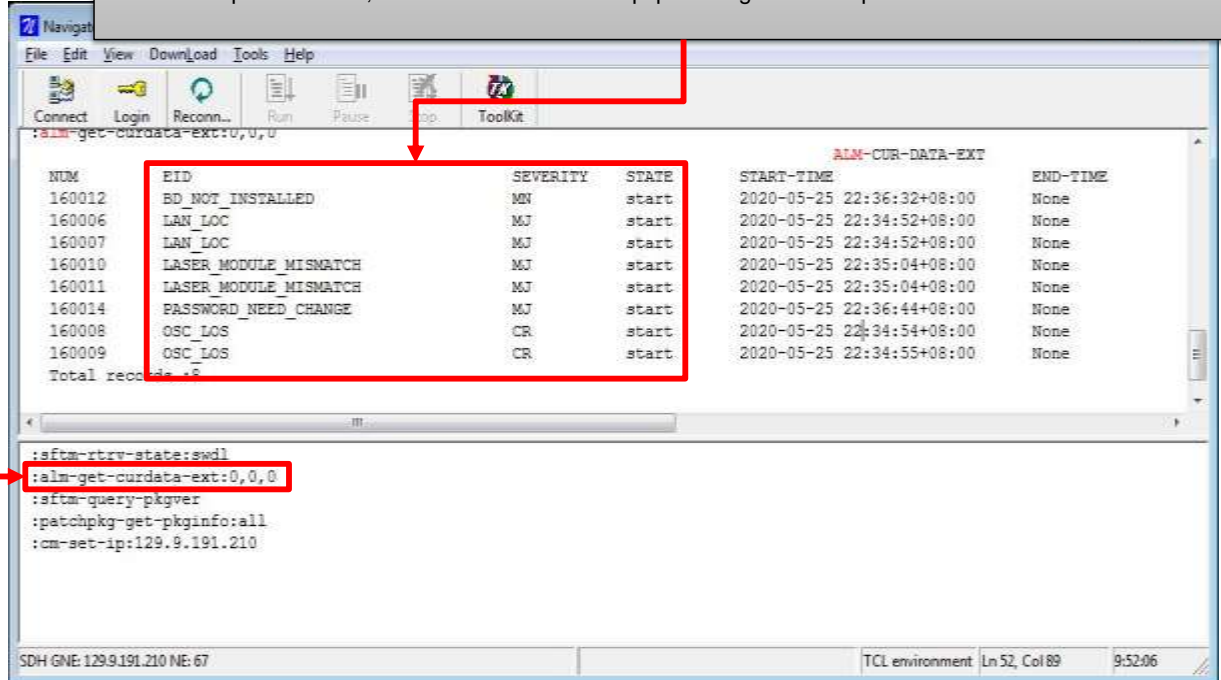 Navigat
File Edit View DownLoad Tools Help
Connect Login Reconn... Run Pause Stop ToolKit
:alm-get-curdata-ext:0,0,0
ALM-CUR-DATA-EXT
NUM EID SEVERITY STATE START-TIME END-TIME
160012 BD_NOT_INSTALLED MN start 2020-05-25 22:36:32+08:00 None
160006 LAN_LOC MJ start 2020-05-25 22:34:52+08:00 None
160007 LAN_LOC MJ start 2020-05-25 22:34:52+08:00 None
160010 LASER_MODULE_MISMATCH MJ start 2020-05-25 22:35:04+08:00 None
160011 LASER_MODULE_MISMATCH MJ start 2020-05-25 22:35:04+08:00 None
160014 PASSWORD_NEED_CHANGE MJ start 2020-05-25 22:36:44+08:00 None
160008 OSC_LOS CR start 2020-05-25 22:34:54+08:00 None
160009 OSC_LOS CR start 2020-05-25 22:34:55+08:00 None
Total records :8
:sftm-rtrv-state:swdl
:alm-get-curdata-ext:0,0,0
:sftm-query-pkgver
:patchpkg-get-pkginfo:all
:cm-set-ip:129.9.191.210
SDH GNE: 129.9.191.210 NE: 67 TCL environment Ln 52, Col 89 9:52:06